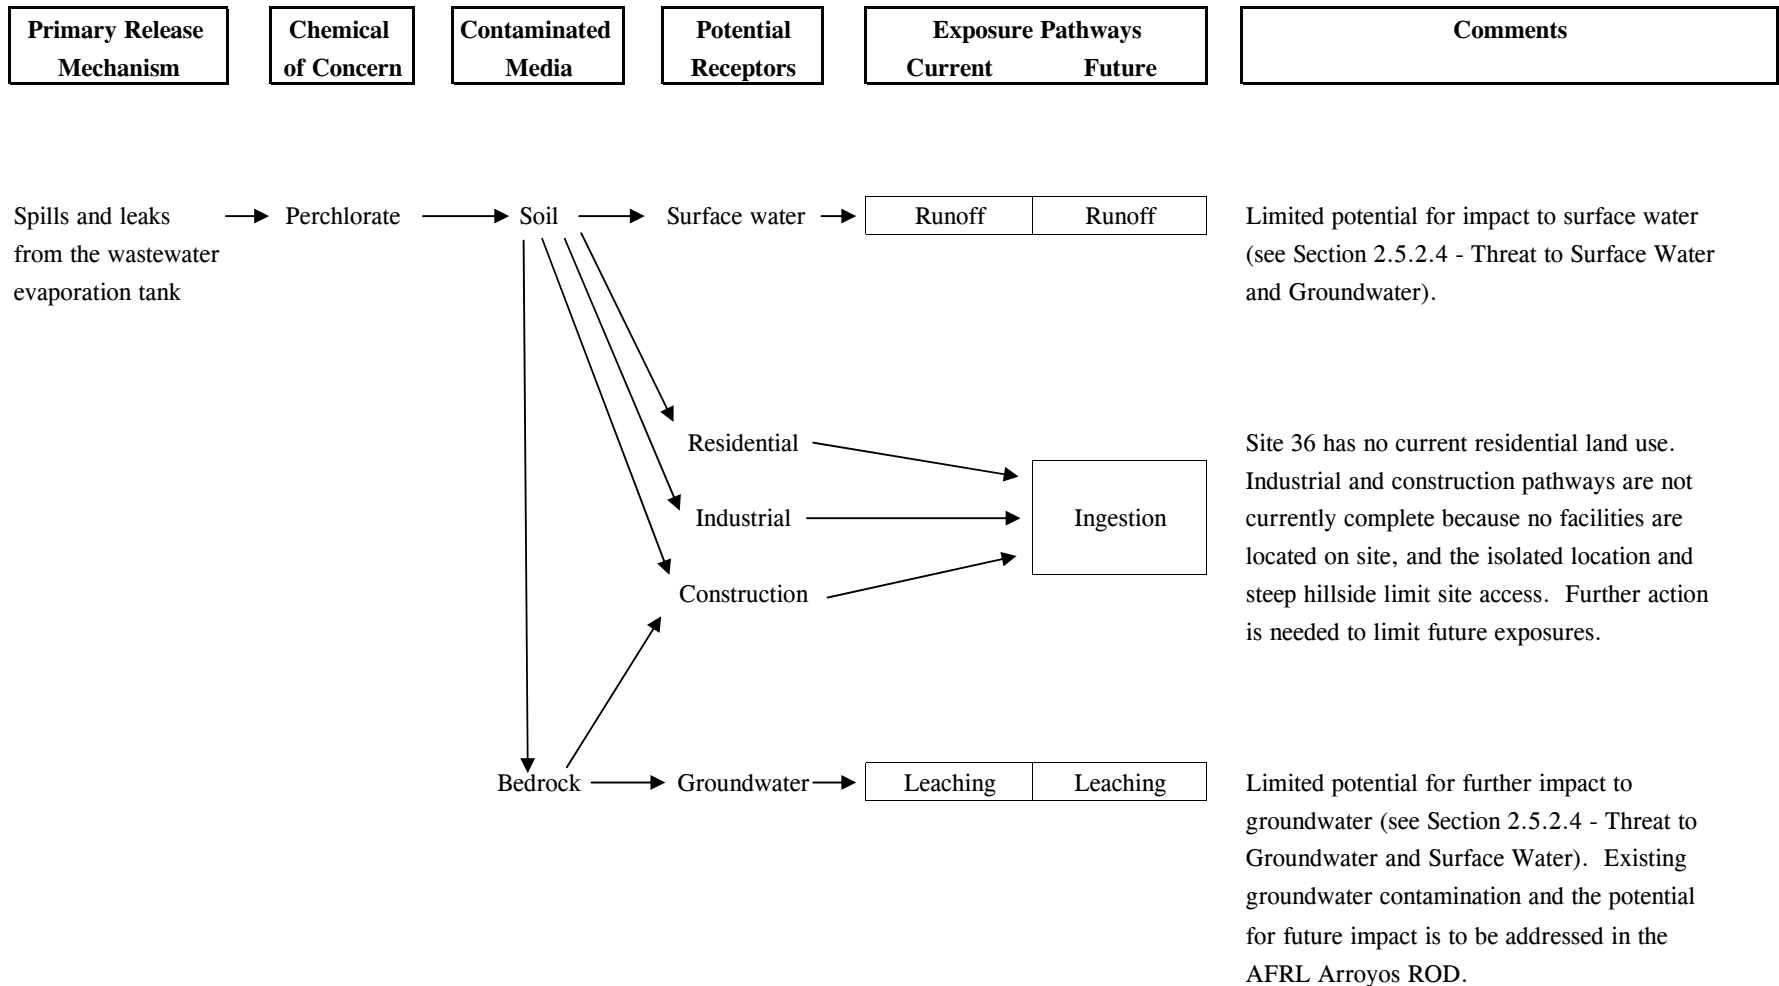 Primary Release
Mechanism
Chemical
of Concern
Contaminated
Media
Potential
Receptors
Exposure Pathways
Current Future
Comments
Spills and leaks
from the wastewater
evaporation tank
Perchlorate
Soil
Surface water
Runoff
Runoff
Limited potential for impact to surface water
(see Section 2.5.2.4 - Threat to Surface Water
and Groundwater).
Residential
Industrial
Construction
Ingestion
Site 36 has no current residential land use.
Industrial and construction pathways are not
currently complete because no facilities are
located on site, and the isolated location and
steep hillside limit site access. Further action
is needed to limit future exposures.
Bedrock
Groundwater
Leaching
Leaching
Limited potential for further impact to
groundwater (see Section 2.5.2.4 - Threat to
Groundwater and Surface Water). Existing
groundwater contamination and the potential
for future impact is to be addressed in the
AFRL Arroyos ROD.